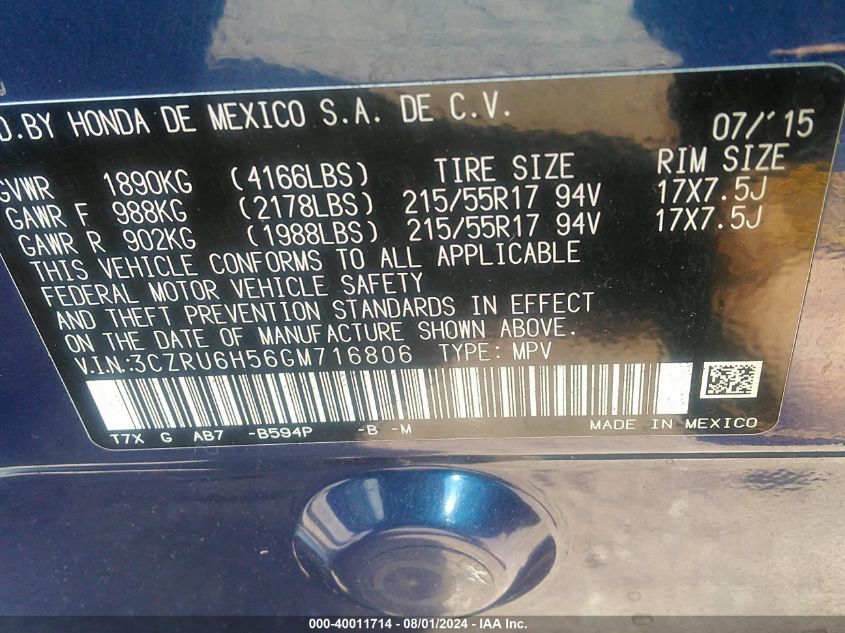 D.BY HONDA DE MEXICO S.A. DE C.V. 07/'15
GVWR 1890KG (4166LBS) TIRE SIZE RIM SIZE
GAWR F 988KG (2178LBS) 215/55R17 94V 17X7.5J
GAWR R 902KG (1988LBS) 215/55R17 94V 17X7.5J
THIS VEHICLE CONFORMS TO ALL APPLICABLE
FEDERAL MOTOR VEHICLE SAFETY
AND THEFT PREVENTION STANDARDS IN EFFECT
ON THE DATE OF MANUFACTURE SHOWN ABOVE.
V.I.N:3CZRU6H56GM716806 TYPE: MPV
T7X G AB7 -B594P -B -M MADE IN MEXICO
000-40011714 - 08/01/2024 - IAA Inc.